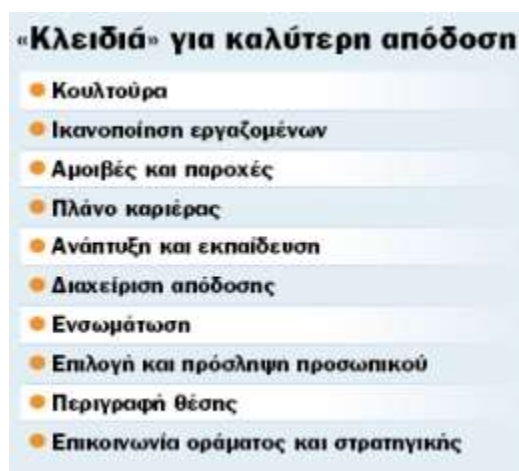 «Κλειδιά» για καλύτερη απόδοση
Κουλτούρα
Ικανοποίηση εργαζομένων
Αμοιβές και παροχές
Πλάνο καριέρας
Ανάπτυξη και εκπαίδευση
Διαχείριση απόδοσης
Ενσωμάτωση
Επιλογή και πρόσληψη προσωπικού
Περιγραφή θέσης
Επικοινωνία οράματος και στρατηγικής